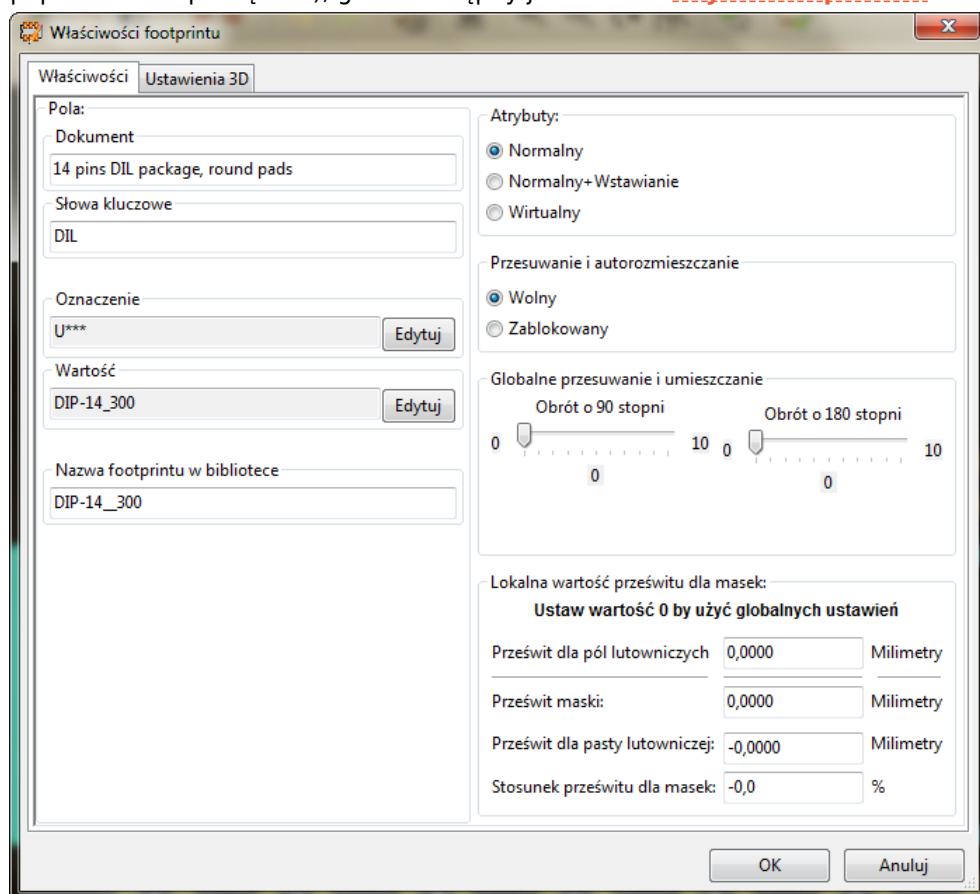 Właściwości footprintu
Właściwości
Ustawienia 3D
Pola:
Dokument
14 pins DIL package, round pads
Słowa kluczowe
DIL
Oznaczenie
U***
Edytuj
Wartość
DIP-14_300
Edytuj
Nazwa footprintu w bibliotece
DIP-14__300
Atrybuty:
Normalny
Normalny+Wstawianie
Wirtualny
Przesuwanie i autorozmieszczanie
Wolny
Zablokowany
Globalne przesuwanie i umieszczanie
Obrót o 90 stopni
0
10
0
Obrót o 180 stopni
0
10
0
Lokalna wartość prześwitu dla masek:
Ustaw wartość 0 by użyć globalnych ustawień
Prześwit dla pól lutowniczych 0,0000 Milimetry
Prześwit maski: 0,0000 Milimetry
Prześwit dla pasty lutowniczej: -0,0000 Milimetry
Stosunek prześwitu dla masek: -0,0 %
OK
Anuluj